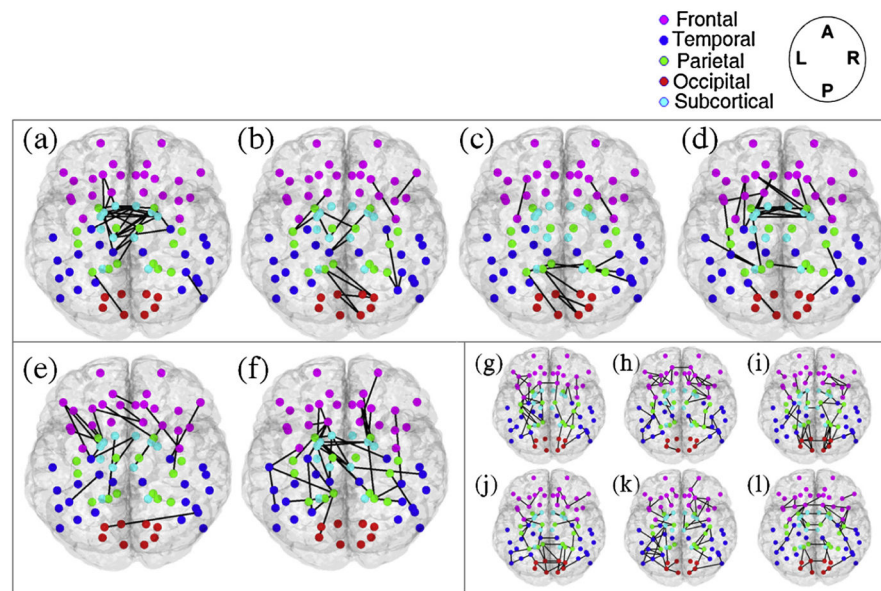 Frontal
Temporal
Parietal
Occipital
Subcortical
A
L R
P
(a) (b) (c) (d)
(e) (f)
(g) (h) (i)
(j) (k) (l)